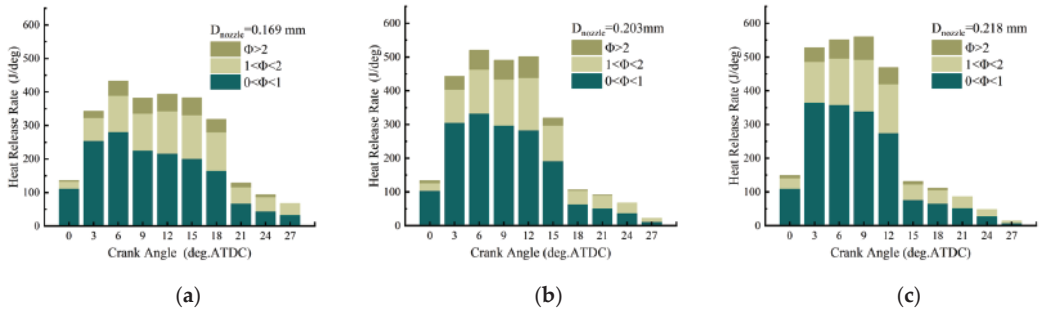 D_nozzle=0.169 mm
Φ>2
1<Φ<2
0<Φ<1
Heat Release Rate (J/deg)
600
500
400
300
200
100
0
0 3 6 9 12 15 18 21 24 27
Crank Angle (deg.ATDC)
(a)
D_nozzle=0.203mm
Φ>2
1<Φ<2
0<Φ<1
Heat Release Rate (J/deg)
600
500
400
300
200
100
0
0 3 6 9 12 15 18 21 24 27
Crank Angle (deg.ATDC)
(b)
D_nozzle=0.218 mm
Φ>2
1<Φ<2
0<Φ<1
Heat Release Rate (J/deg)
600
500
400
300
200
100
0
0 3 6 9 12 15 18 21 24 27
Crank Angle (deg.ATDC)
(c)